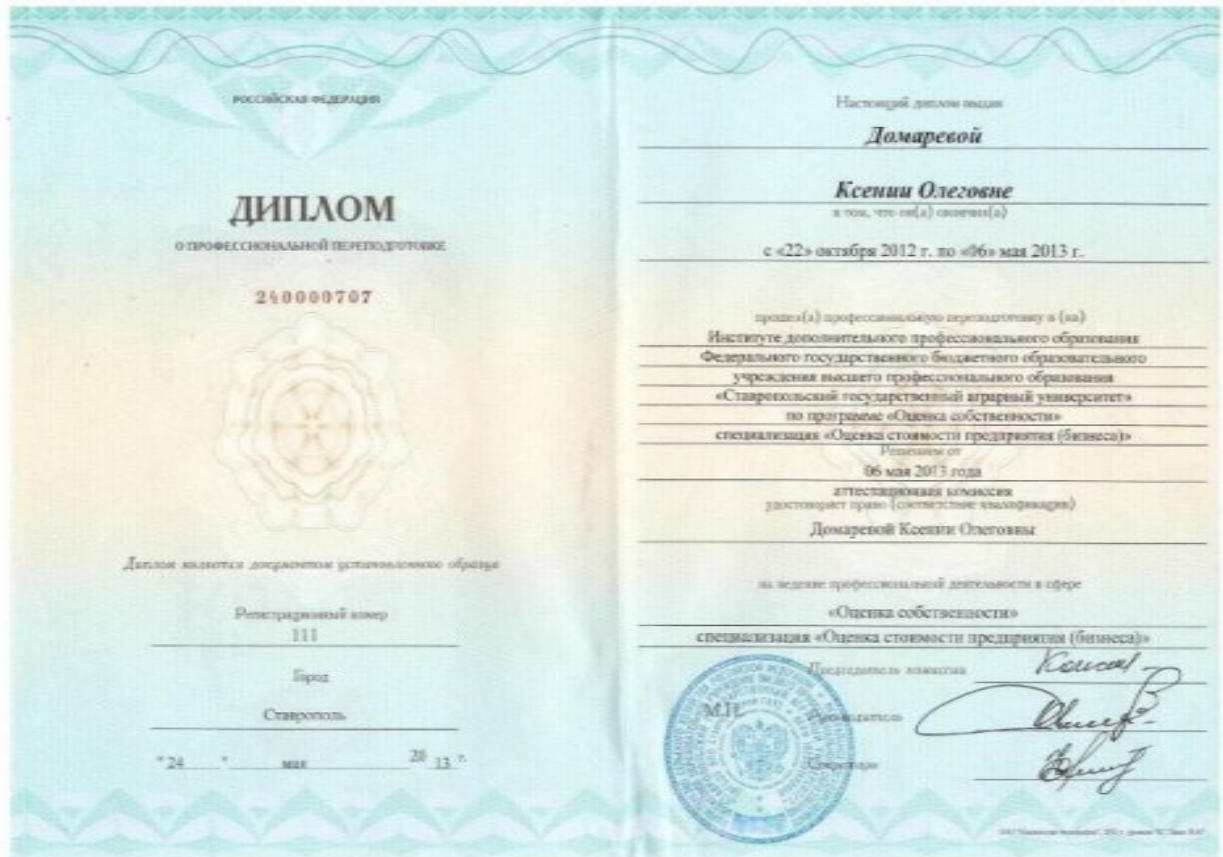 РОССИЙСКАЯ ФЕДЕРАЦИЯ
ДИПЛОМ
О ПРОФЕССИОНАЛЬНОЙ ПЕРЕПОДГОТОВКЕ
240000707
Диплом является документом установленного образца
Регистрационный номер
111
Город
Ставрополь
"24" мая 2013 г.
Настоящий диплом выдан
Домаревой
Ксении Олеговне
в том, что он(а) окончил(а)
с «22» октября 2012 г. по «06» мая 2013 г.
прошел(а) профессиональную переподготовку в (на)
Институте дополнительного профессионального образования
Федерального государственного бюджетного образовательного
учреждения высшего профессионального образования
«Ставропольский государственный аграрный университет»
по программе «Оценка собственности»
специализация «Оценка стоимости предприятия (бизнеса)»
Решением от
06 мая 2013 года
аттестационная комиссия
удостоверяет право (соответствие квалификации)
Домаревой Ксении Олеговны
на ведение профессиональной деятельности в сфере
«Оценка собственности»
специализация «Оценка стоимости предприятия (бизнеса)»
Председатель комиссии
М.П.
Руководитель
Секретарь